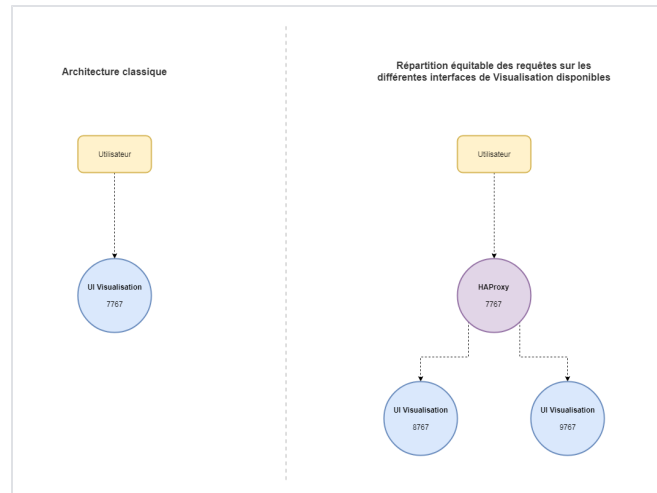 Architecture classique
Utilisateur
UI Visualisation
7767
Répartition équitable des requêtes sur les
différentes interfaces de Visualisation disponibles
Utilisateur
HAProxy
7767
UI Visualisation
8767
UI Visualisation
9767